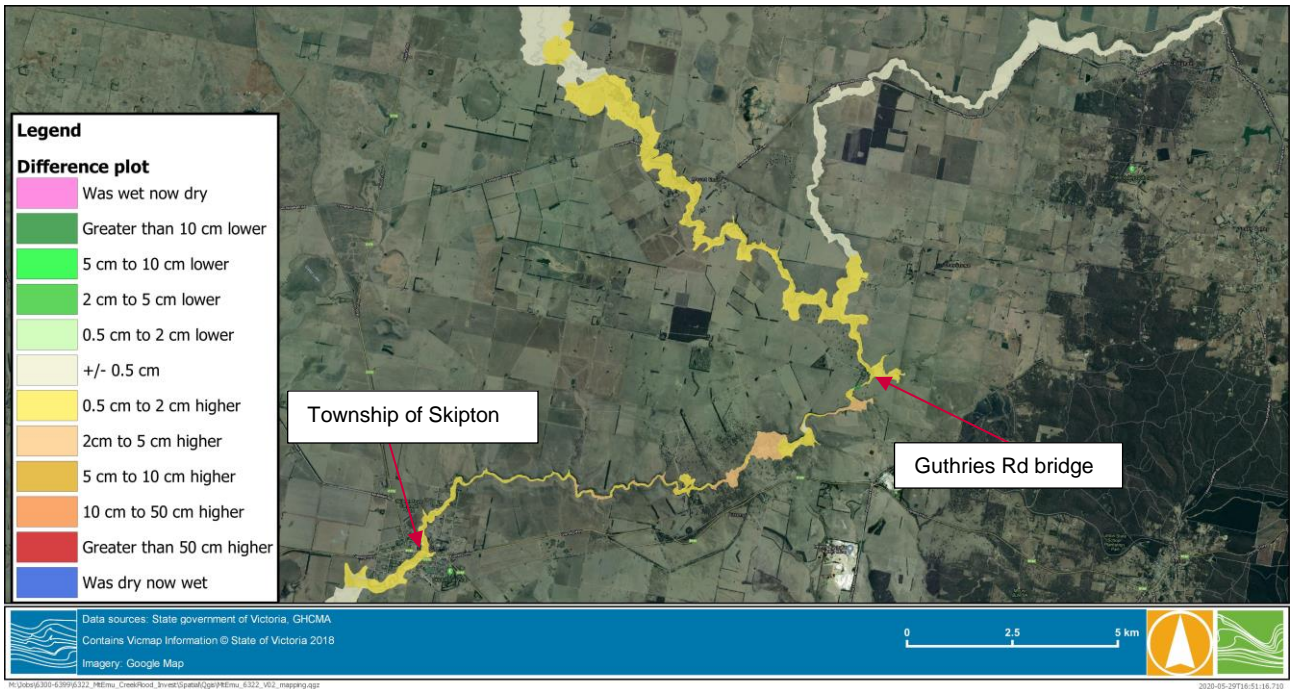 Legend
Difference plot
Was wet now dry
Greater than 10 cm lower
5 cm to 10 cm lower
2 cm to 5 cm lower
0.5 cm to 2 cm lower
+/- 0.5 cm
0.5 cm to 2 cm higher
2cm to 5 cm higher
5 cm to 10 cm higher
10 cm to 50 cm higher
Greater than 50 cm higher
Was dry now wet
Township of Skipton
Guthries Rd bridge
Data sources: State government of Victoria, GHCMA
Contains Vicmap Information © State of Victoria 2018
Imagery: Google Map
0 2.5 5 km
2020-05-29T16:51:16.710